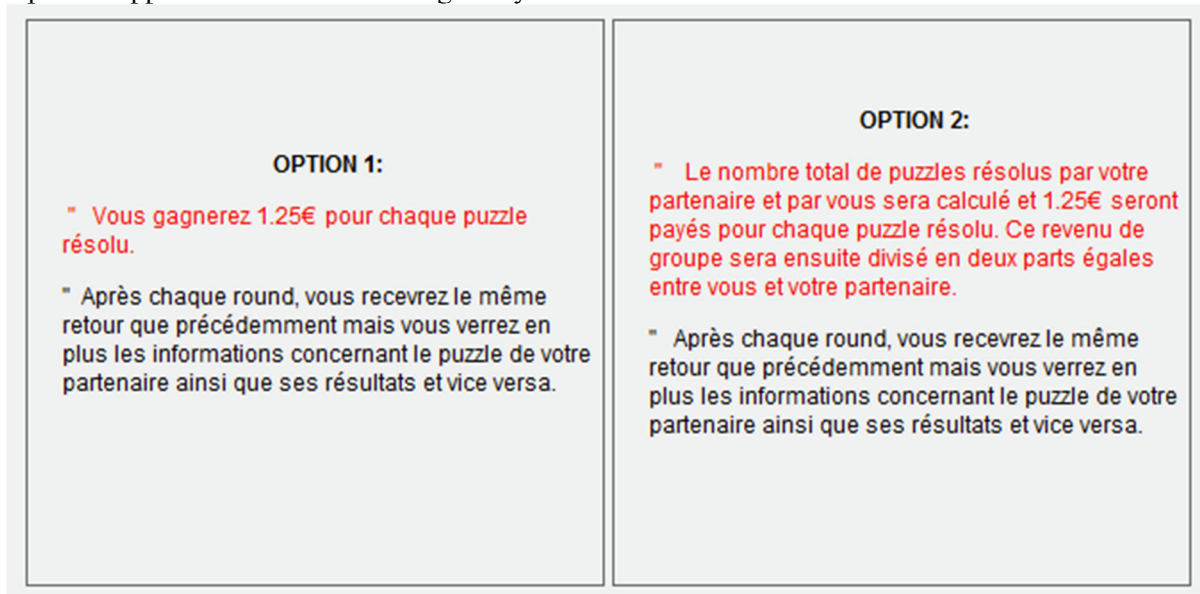 OPTION 1:
" Vous gagnerez 1.25€ pour chaque puzzle
résolu.
" Après chaque round, vous recevrez le même
retour que précédemment mais vous verrez en
plus les informations concernant le puzzle de votre
partenaire ainsi que ses résultats et vice versa.
OPTION 2:
" Le nombre total de puzzles résolus par votre
partenaire et par vous sera calculé et 1.25€ seront
payés pour chaque puzzle résolu. Ce revenu de
groupe sera ensuite divisé en deux parts égales
entre vous et votre partenaire.
" Après chaque round, vous recevrez le même
retour que précédemment mais vous verrez en
plus les informations concernant le puzzle de votre
partenaire ainsi que ses résultats et vice versa.